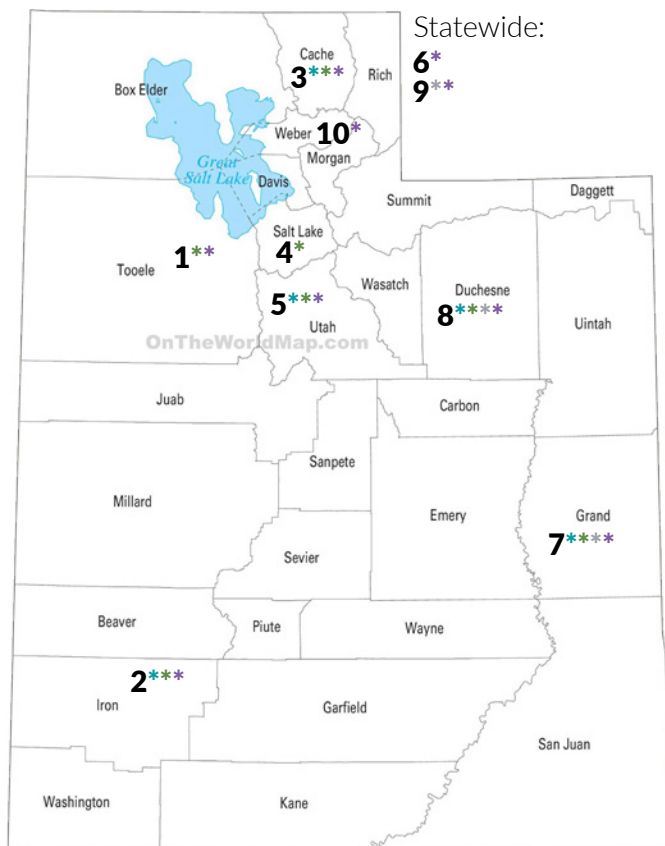 Statewide:
6*
9**
Cache
3***
Rich
Box Elder
Weber 10*
Morgan
Great
Salt Lake
Davis
Daggett
Summit
Salt Lake
4*
1**
Tooele
Wasatch
Duchesne
8****
5***
Utah
Uintah
OnTheWorldMap.com
Juab
Carbon
Sanpete
Millard
Emery
Grand
7****
Sevier
Beaver
Piute
Wayne
2***
Iron
Garfield
San Juan
Washington
Kane